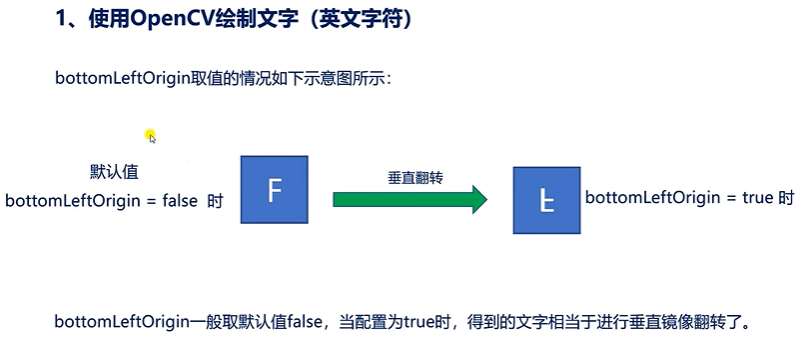 1、使用OpenCV绘制文字（英文字符）
bottomLeftOrigin取值的情况如下示意图所示：
默认值
bottomLeftOrigin = false 时
F
垂直翻转
F
bottomLeftOrigin = true 时
bottomLeftOrigin一般取默认值false，当配置为true时，得到的文字相当于进行垂直镜像翻转了。